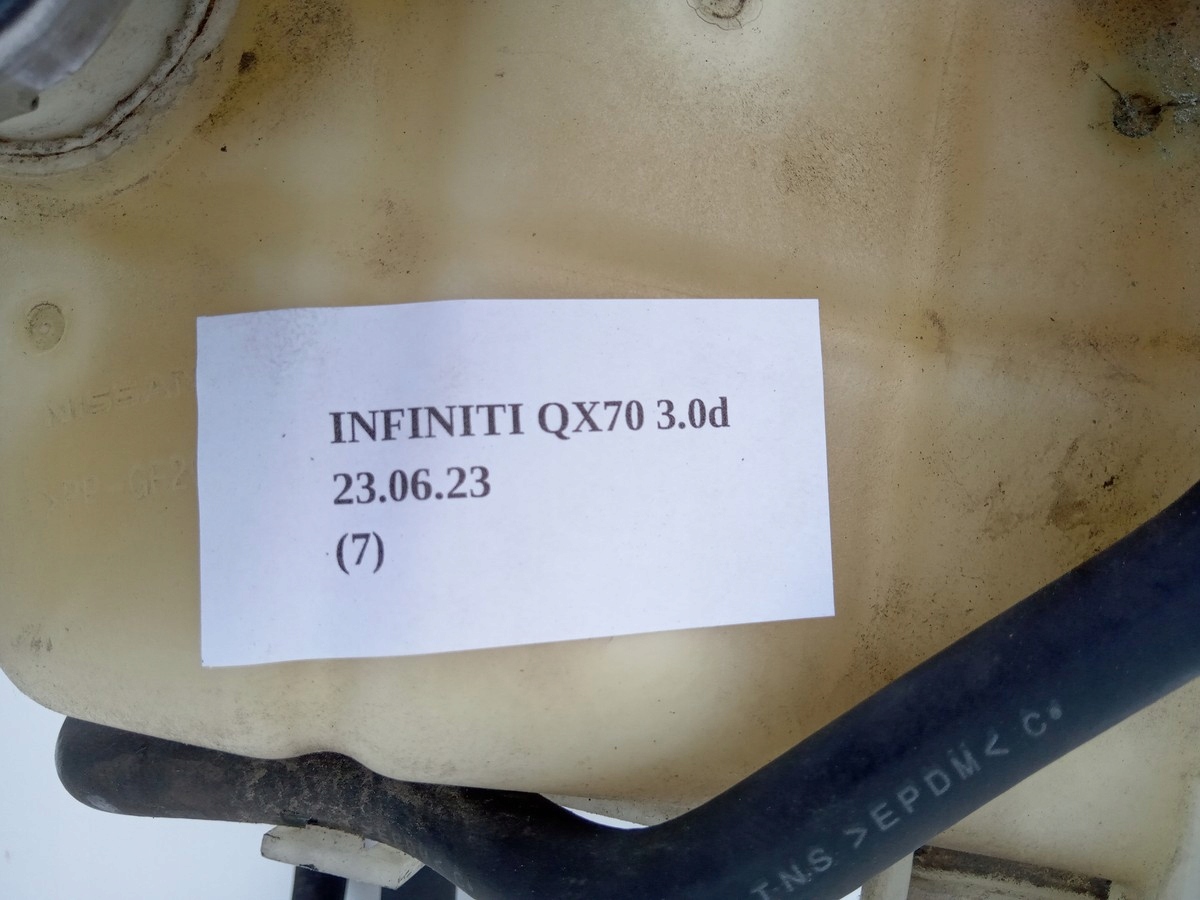 INFINITI QX70 3.0d
23.06.23
(7)
T.N.S >EPDM<